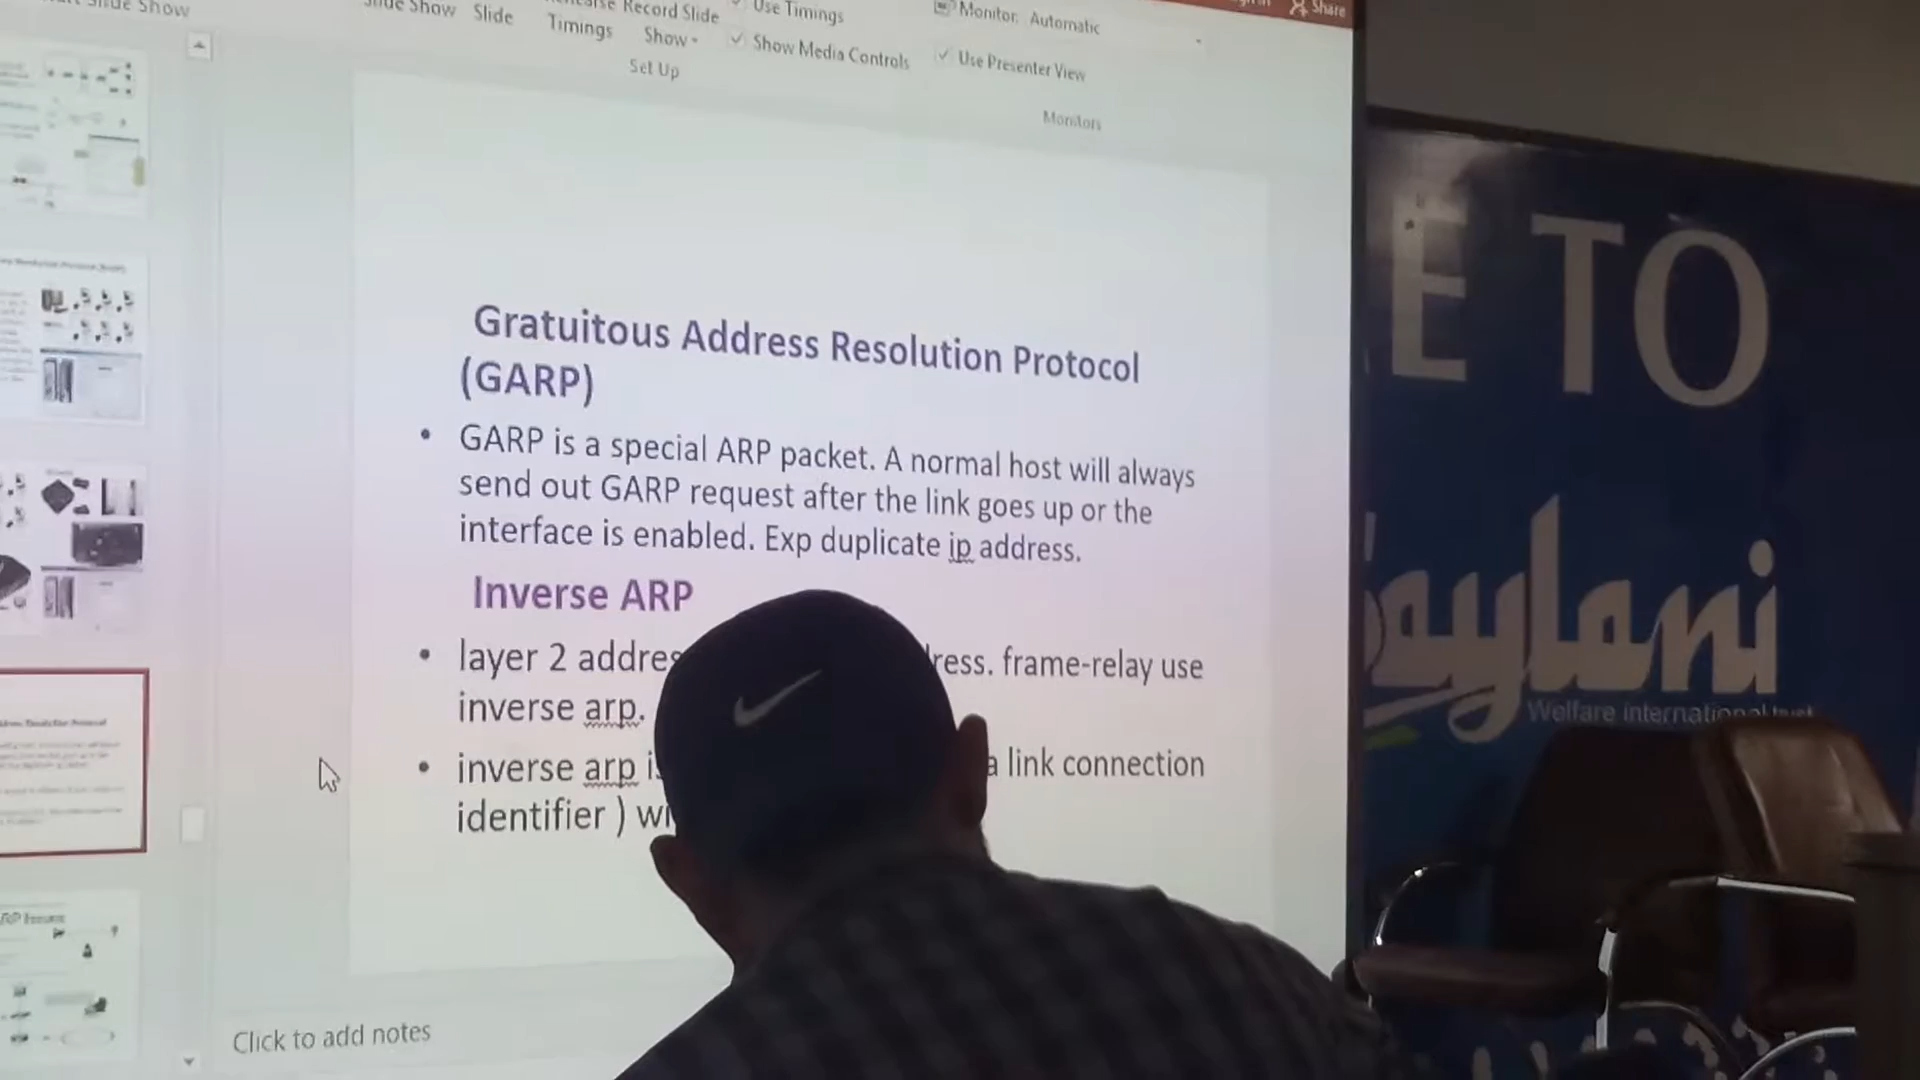 Slide Show
Slide Show
Slide
Timings
Record Slide
Show
Use Timings
Show Media Controls
Set Up
Monitor: Automatic
Use Presenter View
Monitors
Share
Gratuitous Address Resolution Protocol
(GARP)
• GARP is a special ARP packet. A normal host will always
send out GARP request after the link goes up or the
interface is enabled. Exp duplicate ip address.
Inverse ARP
• layer 2 addres ress. frame-relay use
inverse arp.
• inverse arp is a link connection
identifier ) wi
Click to add notes
E TO
Saylani
Welfare International